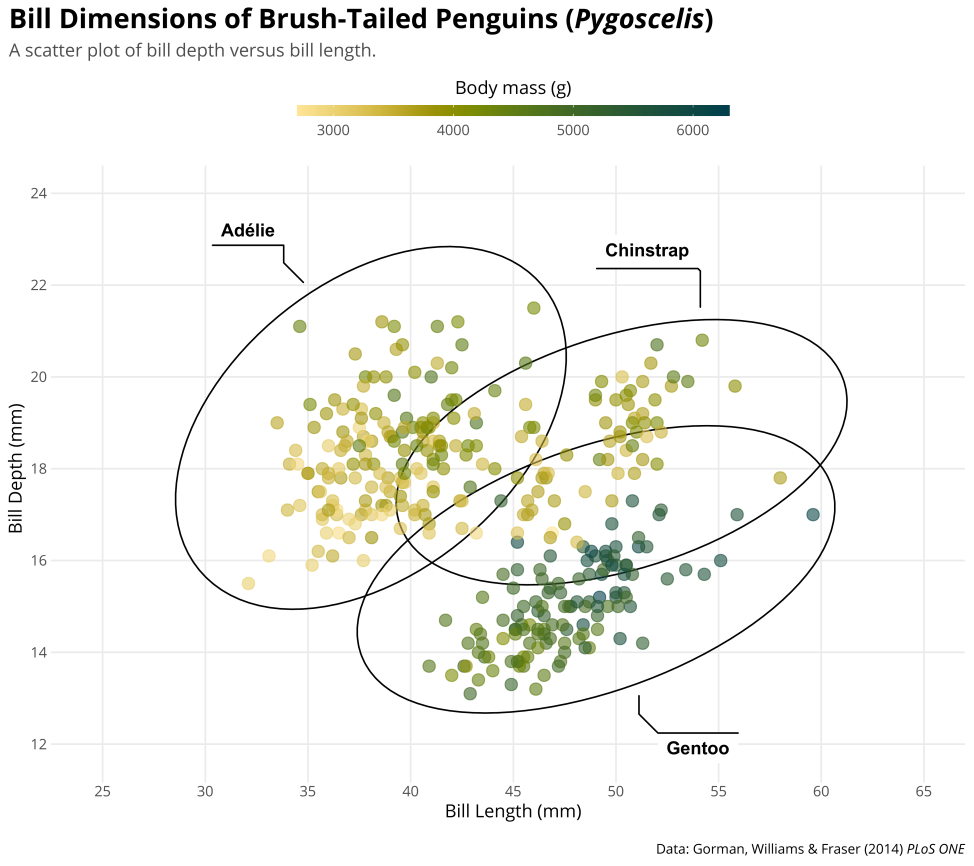 Bill Dimensions of Brush-Tailed Penguins (Pygoscelis)
A scatter plot of bill depth versus bill length.
Body mass (g)
3000 4000 5000 6000
24
22
20
18
16
14
12
Bill Depth (mm)
Adélie
Chinstrap
Gentoo
25 30 35 40 45 50 55 60 65
Bill Length (mm)
Data: Gorman, Williams & Fraser (2014) PLoS ONE